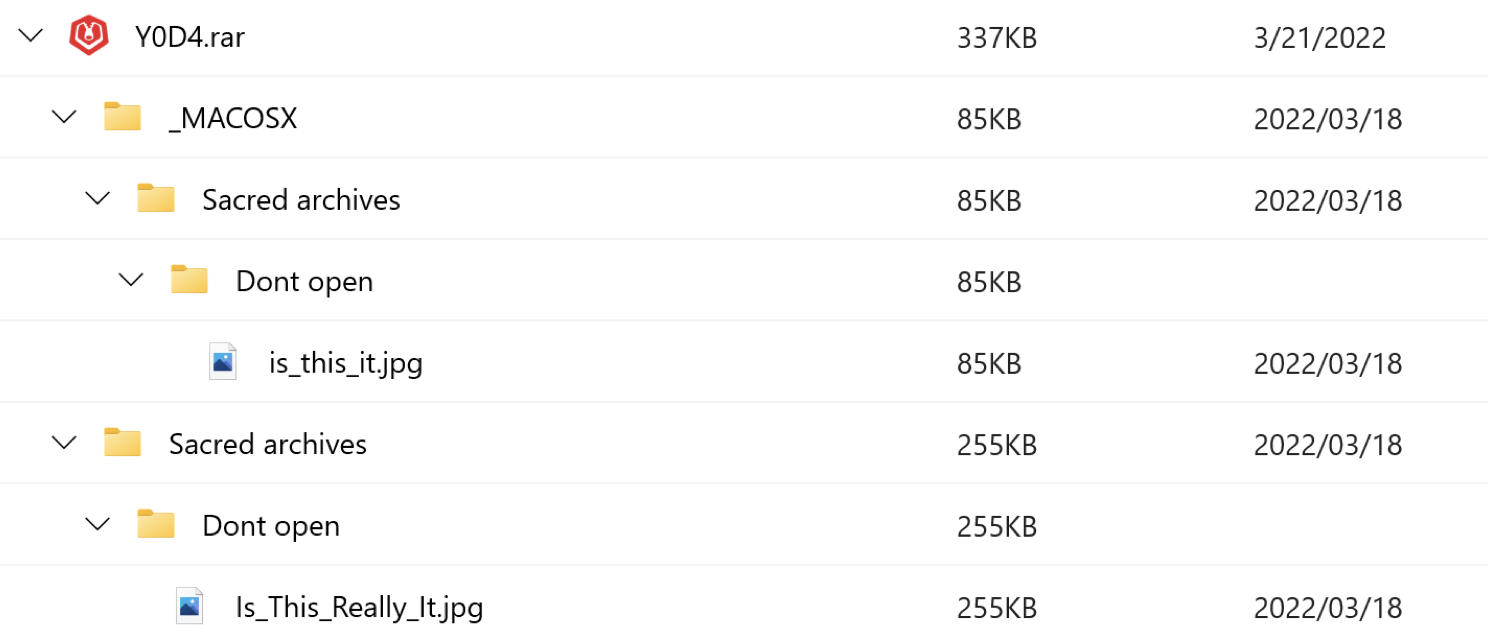 Y0D4.rar 337KB 3/21/2022
_MACOSX 85KB 2022/03/18
Sacred archives 85KB 2022/03/18
Dont open 85KB
is_this_it.jpg 85KB 2022/03/18
Sacred archives 255KB 2022/03/18
Dont open 255KB
Is_This_Really_It.jpg 255KB 2022/03/18